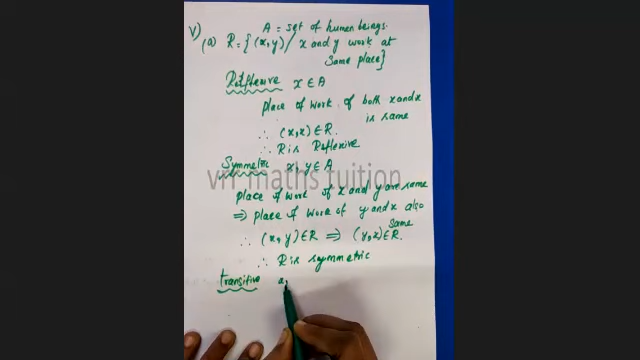 V) A = set of human beings.
(a) R = {(x,y) / x and y work at
same place}
Reflexive x ∈ A
place of work of both x and x
is same
∴ (x,x) ∈ R.
∴ R is Reflexive
Symmetric x, y ∈ A
vh maths tuition
place of work of x and y are same
⇒ place of work of y and x also
same
∴ (x,y) ∈ R ⇒ (y,x) ∈ R.
∴ R is symmetric
transitive